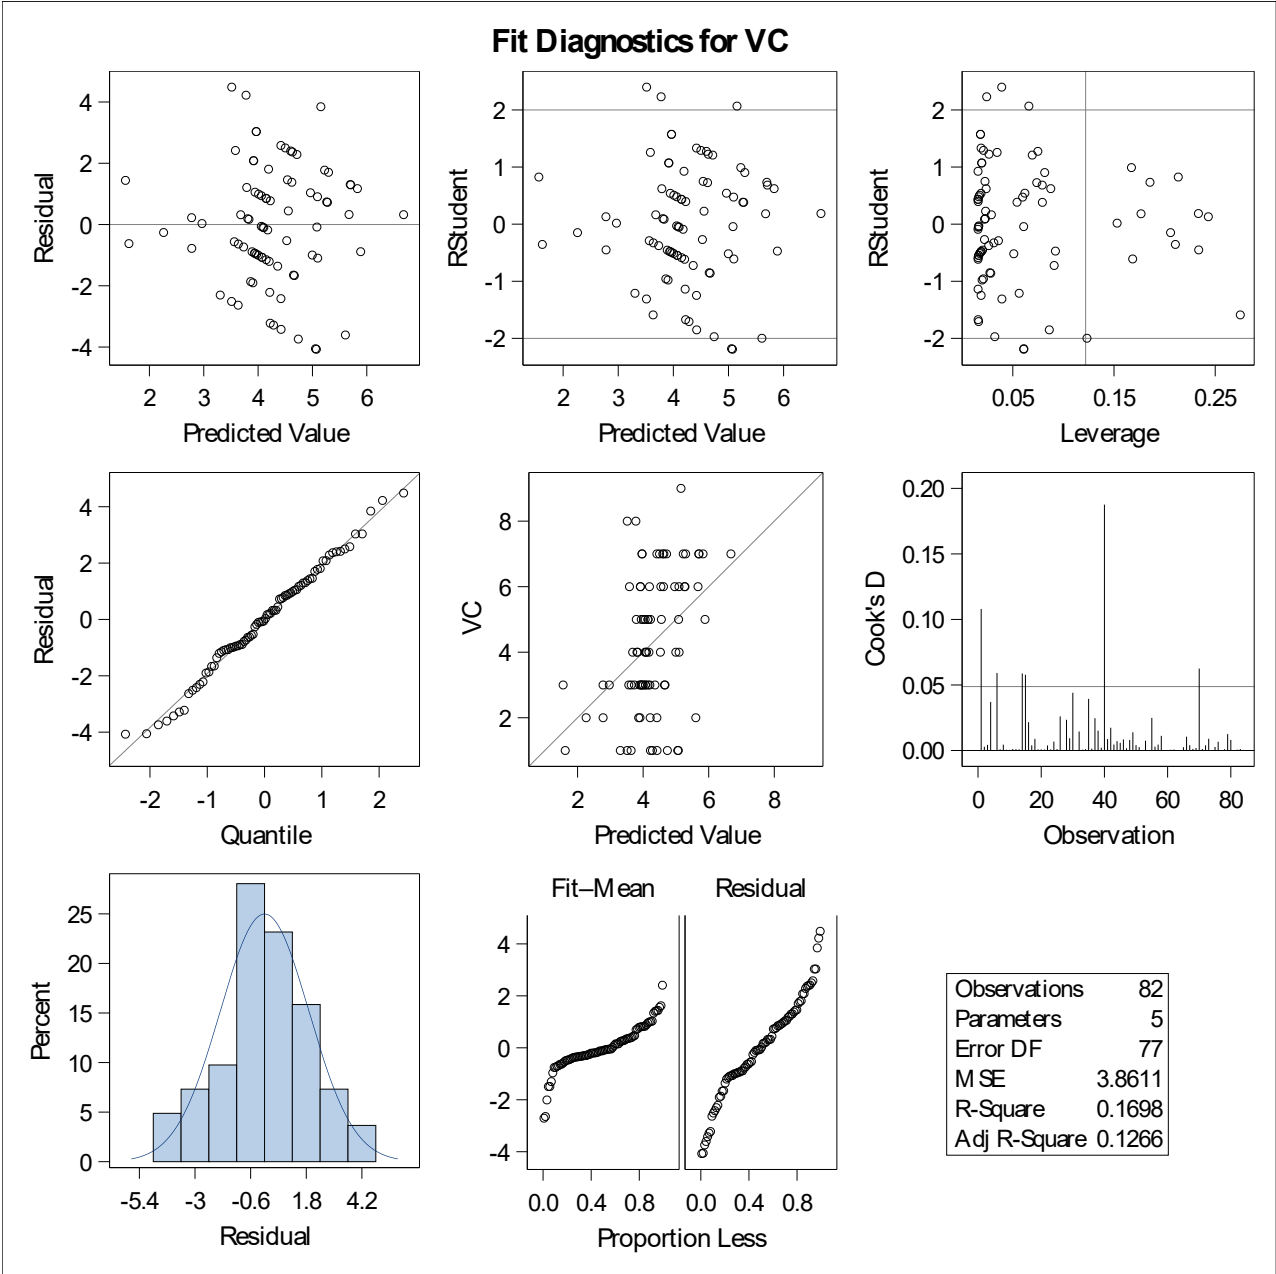 Fit Diagnostics for VC
Residual
4
2
0
-2
-4
2 3 4 5 6
Predicted Value
RStudent
2
1
0
-1
-2
2 3 4 5 6
Predicted Value
RStudent
2
1
0
-1
-2
0.05 0.15 0.25
Leverage
Residual
4
2
0
-2
-4
-2 -1 0 1 2
Quantile
VC
8
6
4
2
2 4 6 8
Predicted Value
Cook's D
0.20
0.15
0.10
0.05
0.00
0 20 40 60 80
Observation
Percent
25
20
15
10
5
0
-5.4 -3 -0.6 1.8 4.2
Residual
Fit–Mean Residual
4
2
0
-2
-4
0.0 0.4 0.8 0.0 0.4 0.8
Proportion Less
Observations 82
Parameters 5
Error DF 77
MSE 3.8611
R-Square 0.1698
Adj R-Square 0.1266